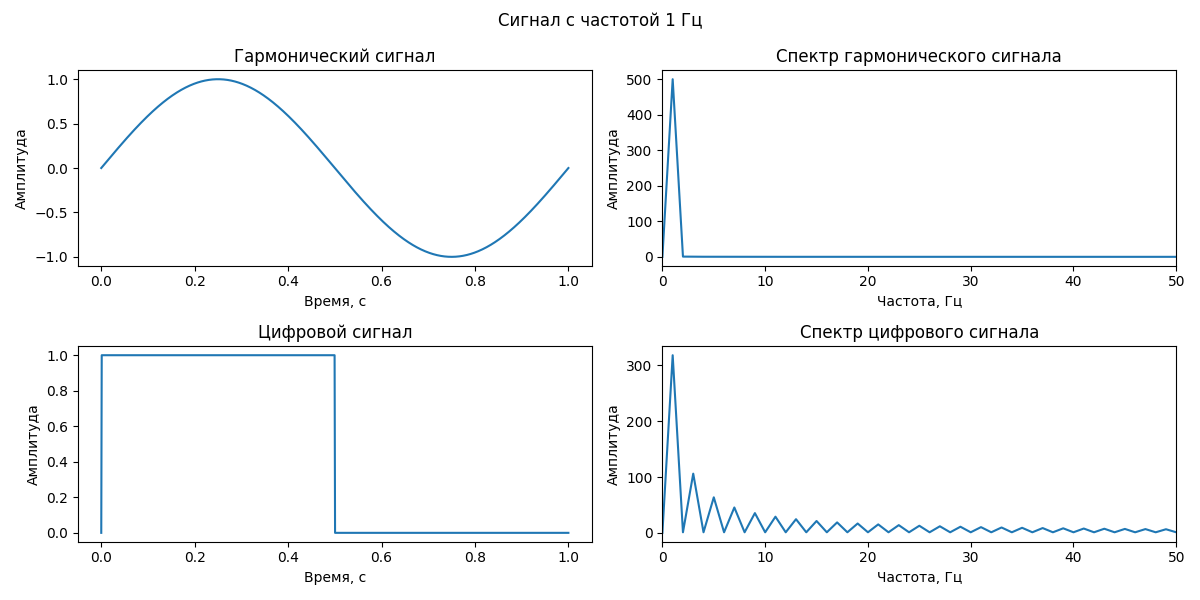 Сигнал с частотой 1 Гц
Гармонический сигнал
Амплитуда
1.0
0.5
0.0
−0.5
−1.0
0.0 0.2 0.4 0.6 0.8 1.0
Время, с
Спектр гармонического сигнала
Амплитуда
500
400
300
200
100
0
0 10 20 30 40 50
Частота, Гц
Цифровой сигнал
Амплитуда
1.0
0.8
0.6
0.4
0.2
0.0
0.0 0.2 0.4 0.6 0.8 1.0
Время, с
Спектр цифрового сигнала
Амплитуда
300
200
100
0
0 10 20 30 40 50
Частота, Гц